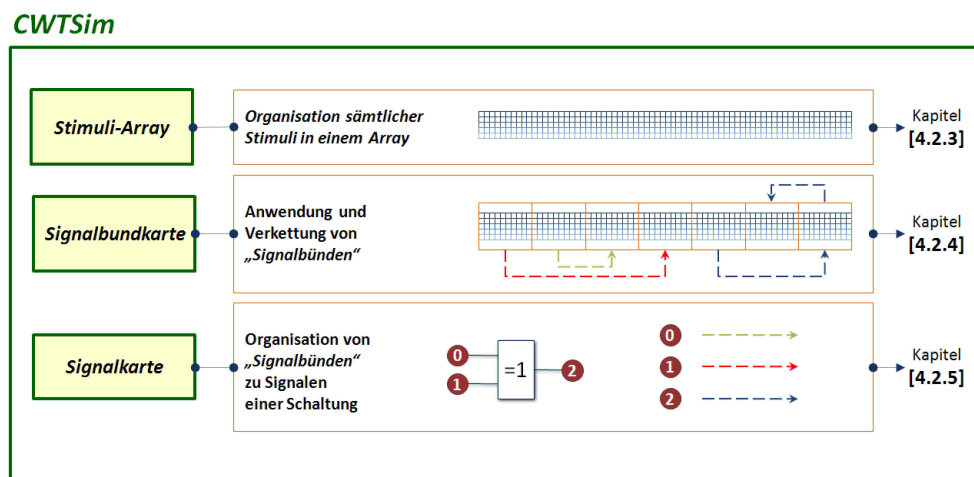 CWTSim
Stimuli-Array
Organisation sämtlicher
Stimuli in einem Array
Kapitel
[4.2.3]
Signalbundkarte
Anwendung und
Verkettung von
„Signalbünden“
Kapitel
[4.2.4]
Signalkarte
Organisation von
„Signalbünden“
zu Signalen
einer Schaltung
0
1
=1
2
0
1
2
Kapitel
[4.2.5]